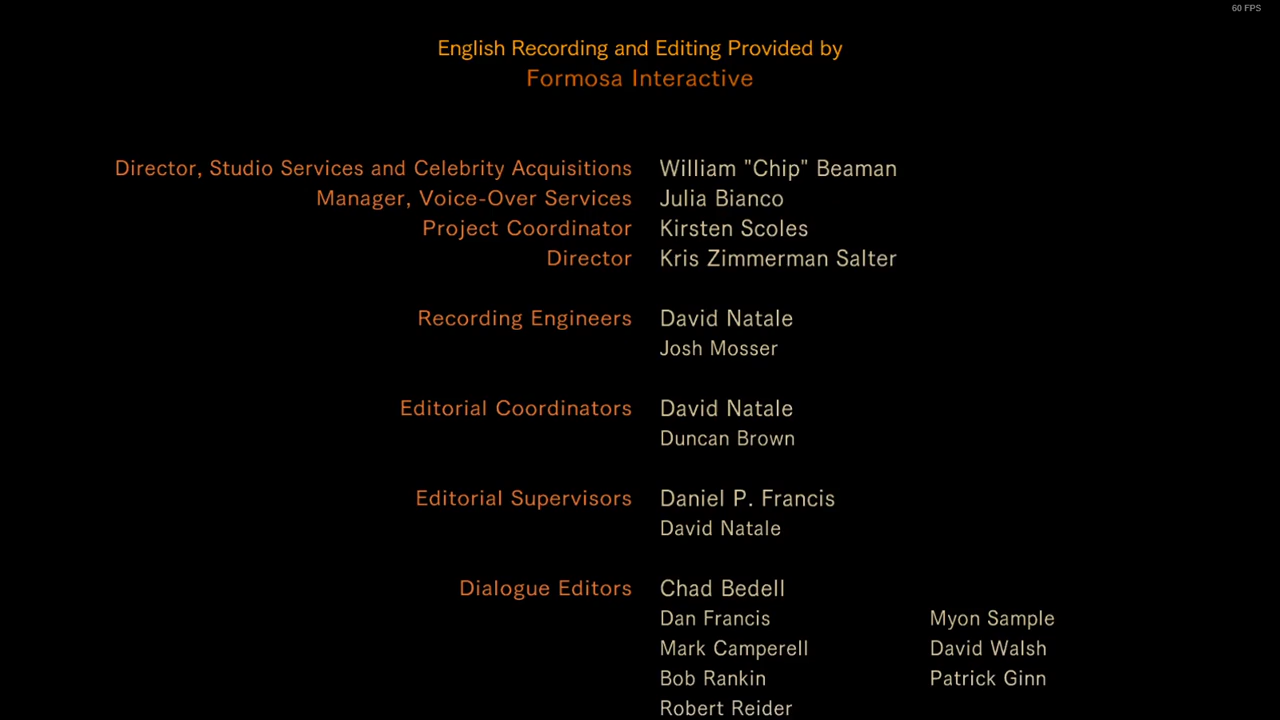 60 FPS
English Recording and Editing Provided by
Formosa Interactive
Director, Studio Services and Celebrity Acquisitions William "Chip" Beaman
Manager, Voice-Over Services Julia Bianco
Project Coordinator Kirsten Scoles
Director Kris Zimmerman Salter
Recording Engineers David Natale
Josh Mosser
Editorial Coordinators David Natale
Duncan Brown
Editorial Supervisors Daniel P. Francis
David Natale
Dialogue Editors Chad Bedell
Dan Francis Myon Sample
Mark Camperell David Walsh
Bob Rankin Patrick Ginn
Robert Reider